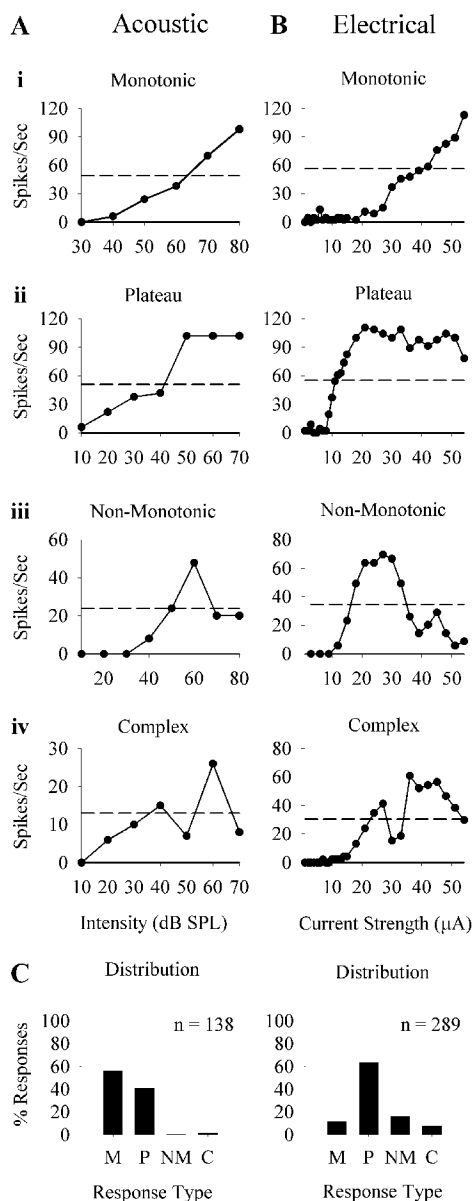 A Acoustic B Electrical
i Monotonic Monotonic
Spikes/Sec
120 90 60 30 0
30 40 50 60 70 80
120 90 60 30 0
10 20 30 40 50
ii Plateau Plateau
Spikes/Sec
120 90 60 30 0
10 20 30 40 50 60 70
120 90 60 30 0
10 20 30 40 50
iii Non-Monotonic Non-Monotonic
Spikes/Sec
60 40 20 0
20 40 60 80
80 60 40 20 0
10 20 30 40 50
iv Complex Complex
Spikes/Sec
30 20 10 0
10 20 30 40 50 60 70
80 60 40 20 0
10 20 30 40 50
Intensity (dB SPL) Current Strength (μA)
C Distribution Distribution
% Responses
100 80 60 40 20 0
n = 138
M P NM C
Response Type
100 80 60 40 20 0
n = 289
M P NM C
Response Type